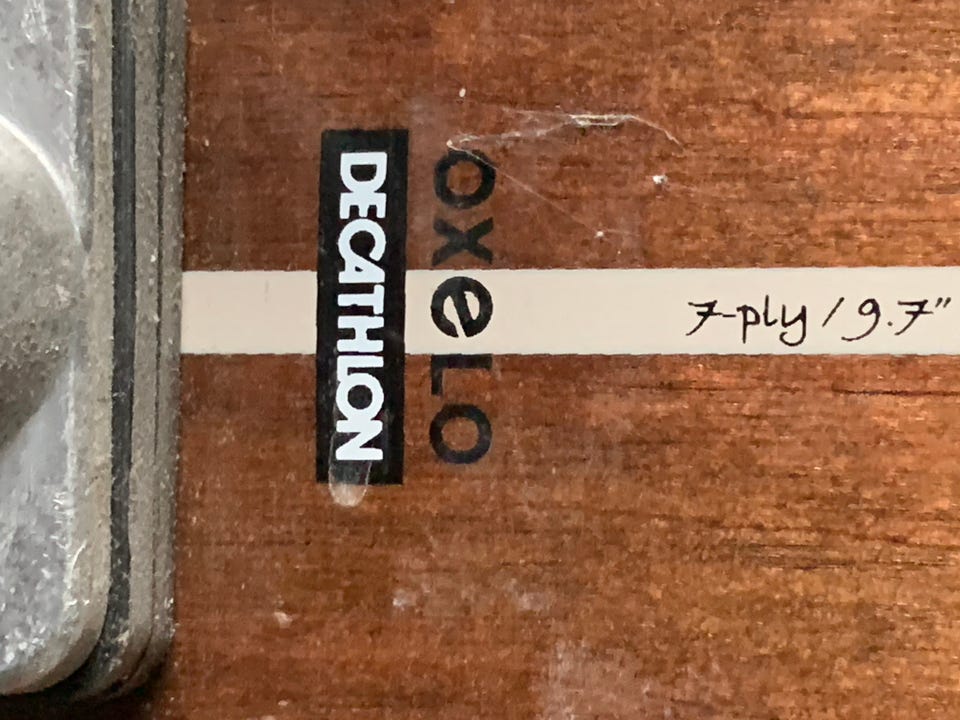 DECATHLON
oxeLO
7-ply / 9.7"